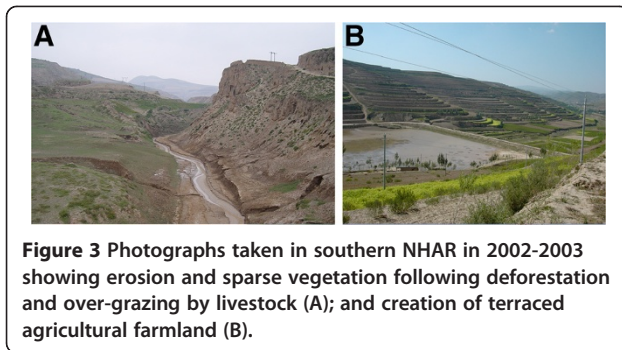 A
B
Figure 3 Photographs taken in southern NHAR in 2002-2003
showing erosion and sparse vegetation following deforestation
and over-grazing by livestock (A); and creation of terraced
agricultural farmland (B).